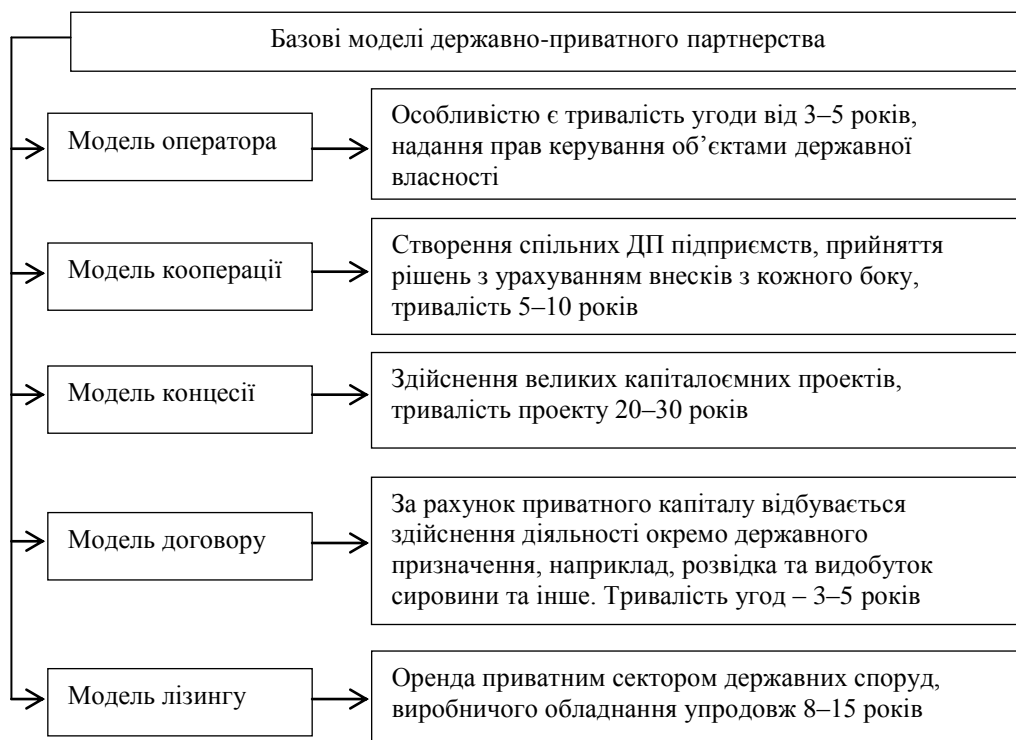 Базові моделі державно-приватного партнерства
Модель оператора
Особливістю є тривалість угоди від 3–5 років,
надання прав керування об’єктами державної
власності
Модель кооперації
Створення спільних ДП підприємств, прийняття
рішень з урахуванням внесків з кожного боку,
тривалість 5–10 років
Модель концесії
Здійснення великих капіталоємних проектів,
тривалість проекту 20–30 років
Модель договору
За рахунок приватного капіталу відбувається
здійснення діяльності окремо державного
призначення, наприклад, розвідка та видобуток
сировини та інше. Тривалість угод – 3–5 років
Модель лізингу
Оренда приватним сектором державних споруд,
виробничого обладнання упродовж 8–15 років